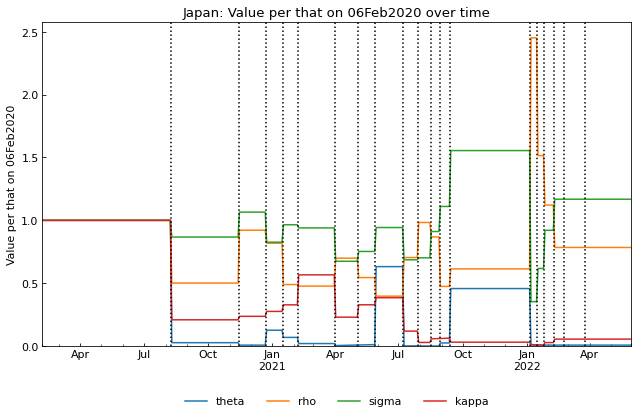 Japan: Value per that on 06Feb2020 over time
Value per that on 06Feb2020
2.5
2.0
1.5
1.0
0.5
0.0
Apr Jul Oct Jan Apr Jul Oct Jan Apr
2021 2022
theta rho sigma kappa